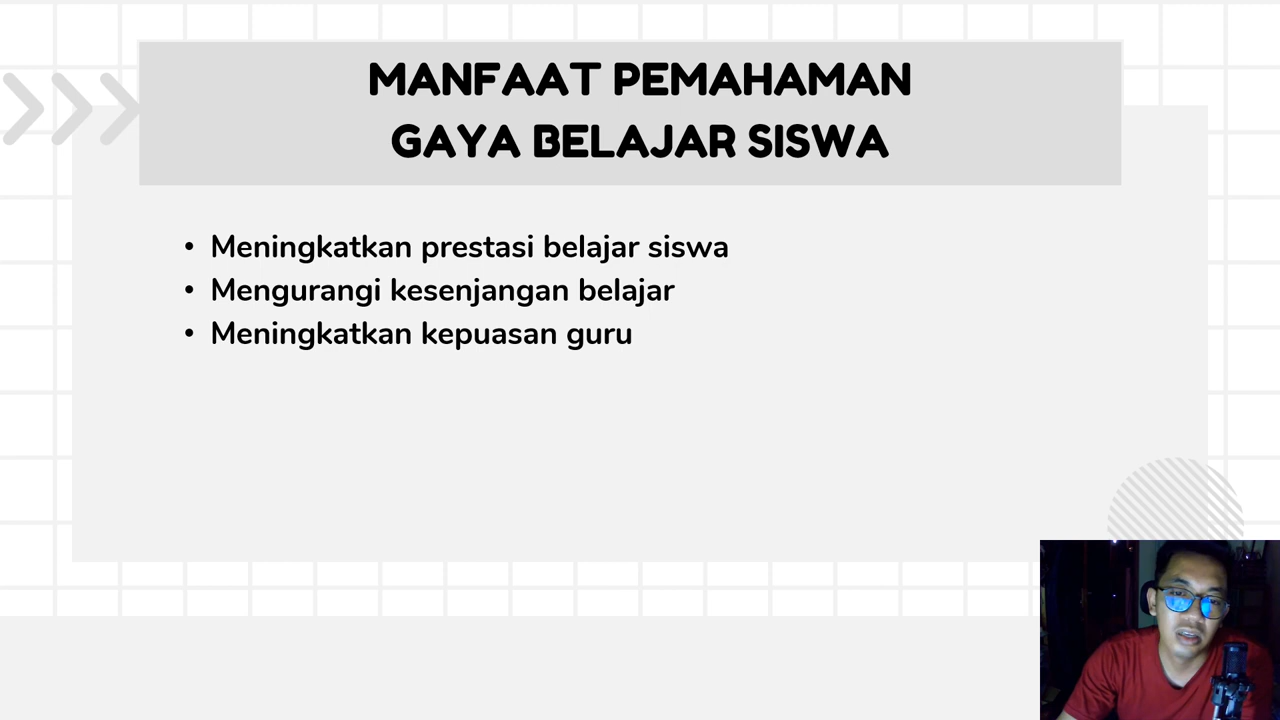 MANFAAT PEMAHAMAN
GAYA BELAJAR SISWA
• Meningkatkan prestasi belajar siswa
• Mengurangi kesenjangan belajar
• Meningkatkan kepuasan guru